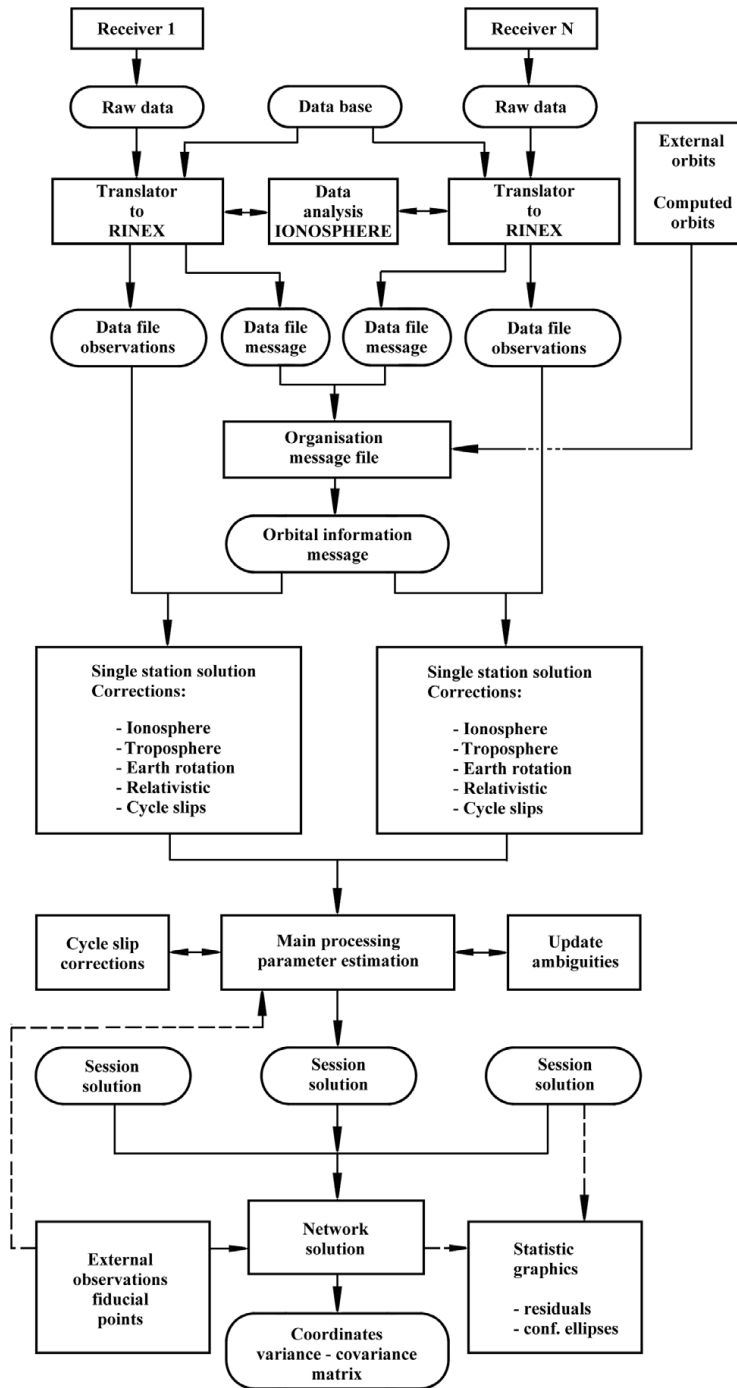 Receiver 1
Receiver N
Raw data
Data base
Raw data
External
orbits
Computed
orbits
Translator
to
RINEX
Data
analysis
IONOSPHERE
Translator
to
RINEX
Data file
observations
Data file
message
Data file
message
Data file
observations
Organisation
message file
Orbital information
message
Single station solution
Corrections:
- Ionosphere
- Troposphere
- Earth rotation
- Relativistic
- Cycle slips
Single station solution
Corrections:
- Ionosphere
- Troposphere
- Earth rotation
- Relativistic
- Cycle slips
Cycle slip
corrections
Main processing
parameter estimation
Update
ambiguities
Session
solution
Session
solution
Session
solution
External
observations
fiducial
points
Network
solution
Statistic
graphics
- residuals
- conf. ellipses
Coordinates
variance - covariance
matrix